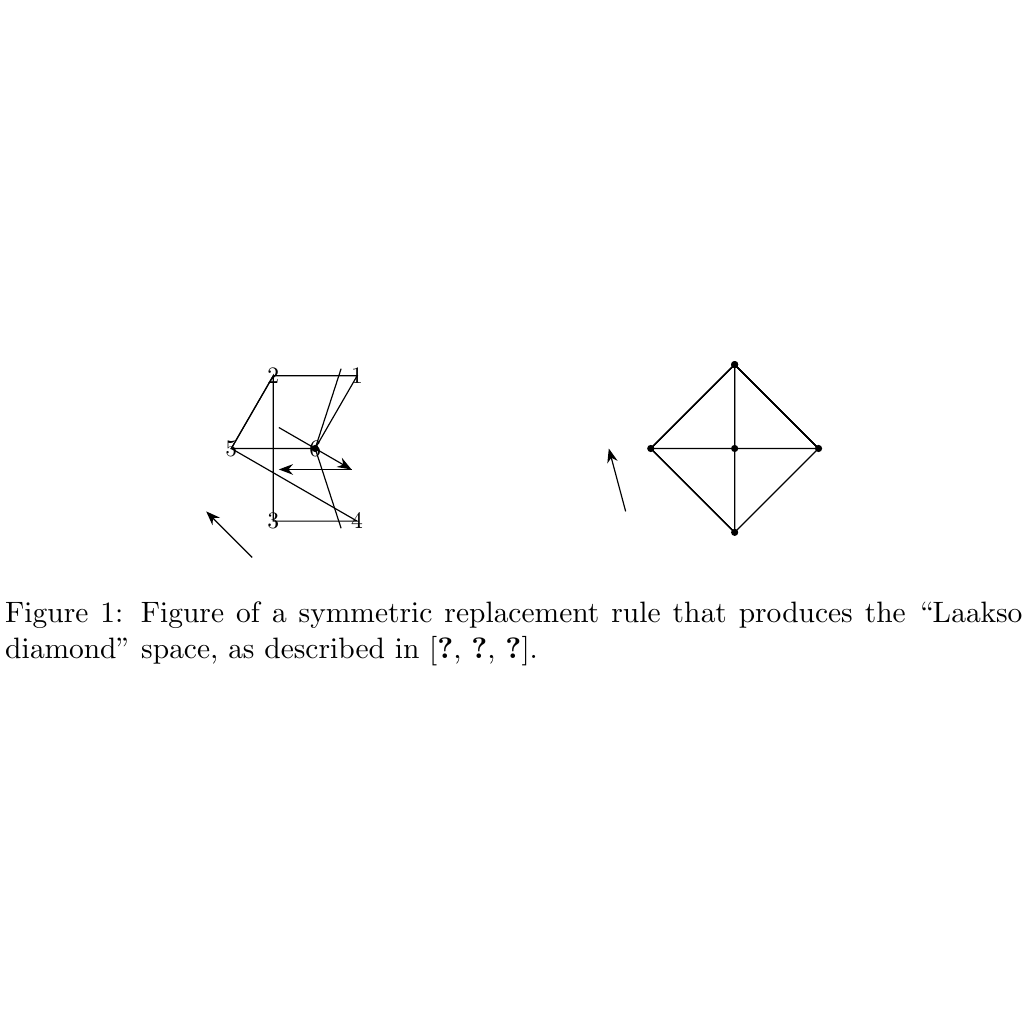 2 1
5 6
3 4
Figure 1: Figure of a symmetric replacement rule that produces the “Laakso
diamond” space, as described in [?, ?, ?].